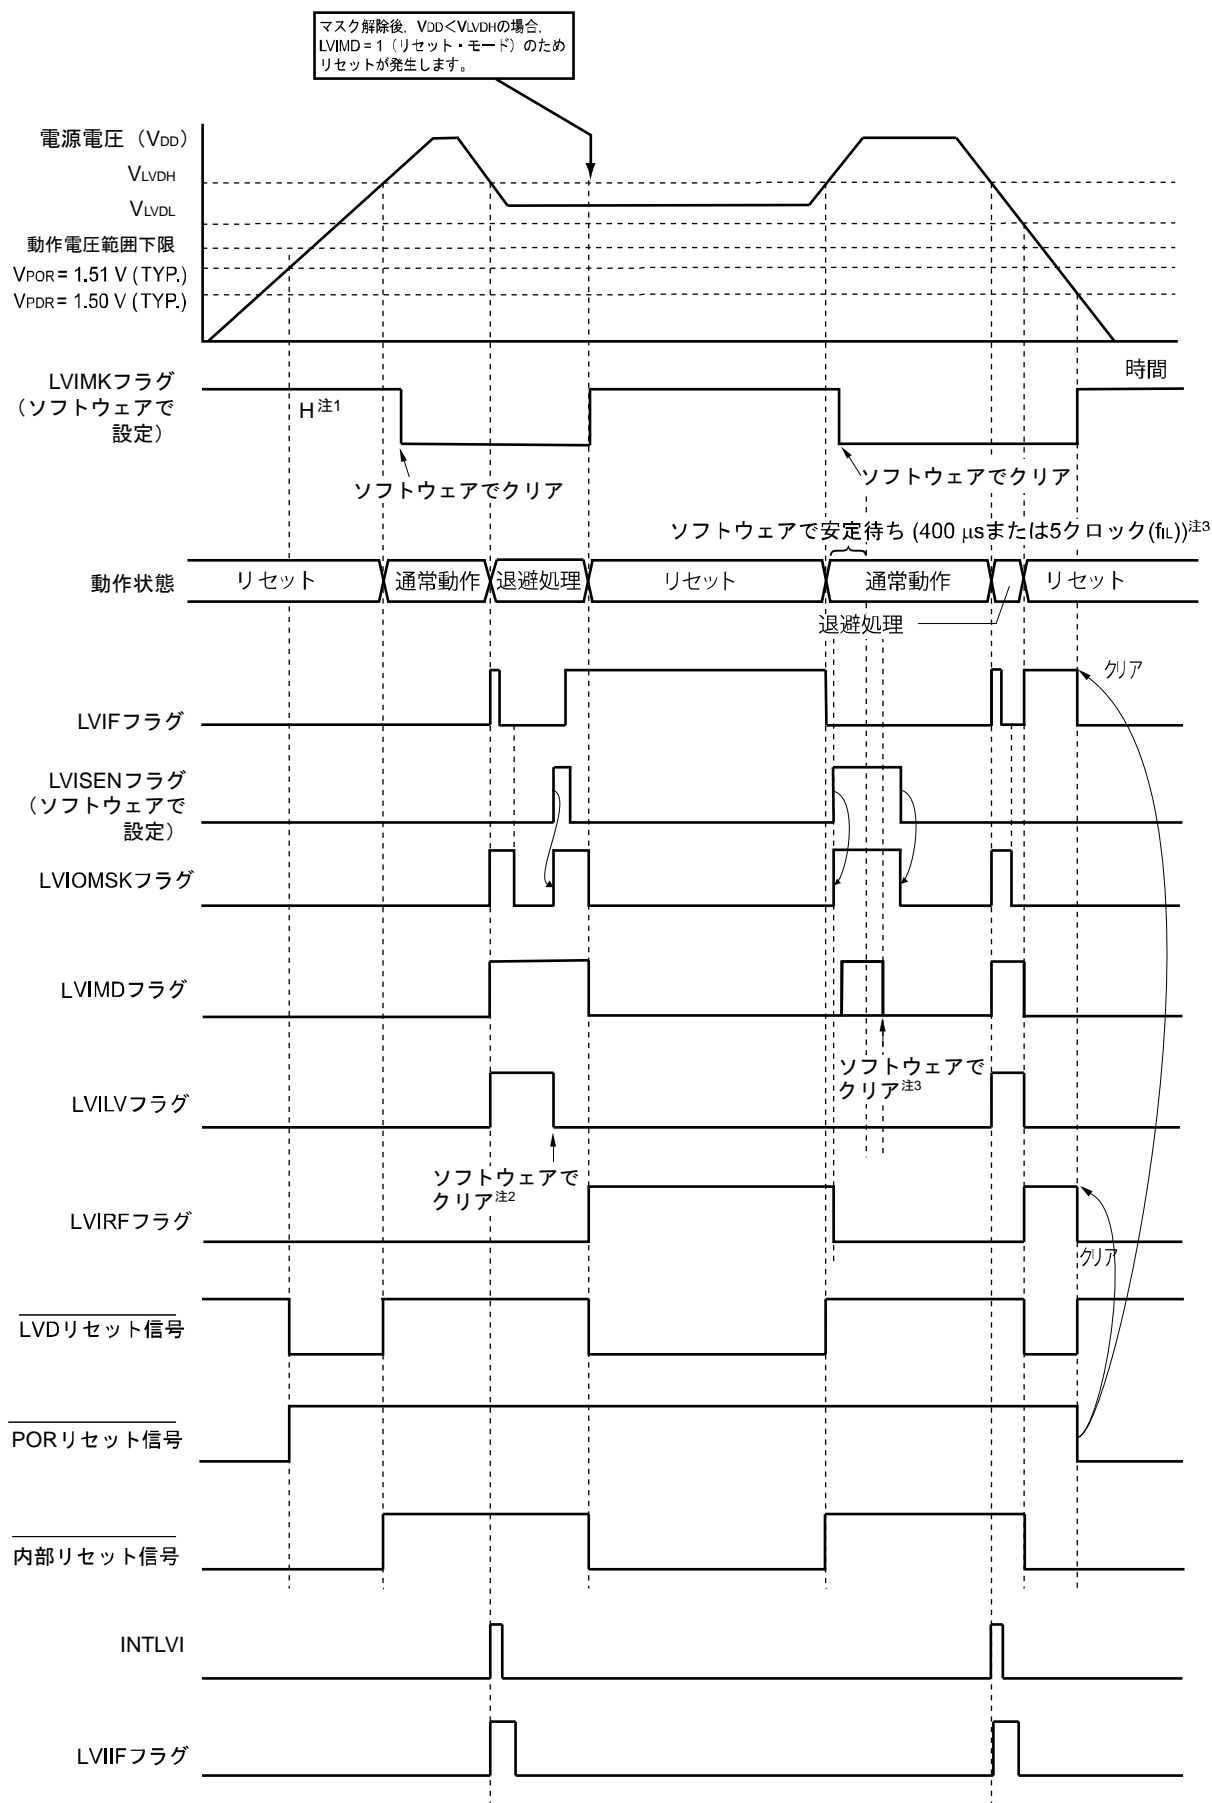 マスク解除後, VDD<VLVDHの場合,
LVIMD = 1（リセット・モード）のため
リセットが発生します。
電源電圧（VDD）
VLVDH
VLVDL
動作電圧範囲下限
VPOR = 1.51 V (TYP.)
VPDR = 1.50 V (TYP.)
時間
LVIMKフラグ
（ソフトウェアで
設定）
H注1
ソフトウェアでクリア
ソフトウェアでクリア
ソフトウェアで安定待ち (400 μsまたは5クロック(fIL))注3
動作状態
リセット
通常動作
退避処理
リセット
通常動作
リセット
退避処理
クリア
LVIFフラグ
LVISENフラグ
（ソフトウェアで
設定）
LVIOMSKフラグ
LVIMDフラグ
ソフトウェアで
クリア注3
LVILVフラグ
ソフトウェアで
クリア注2
LVIRFフラグ
クリア
LVDリセット信号
PORリセット信号
内部リセット信号
INTLVI
LVIIFフラグ